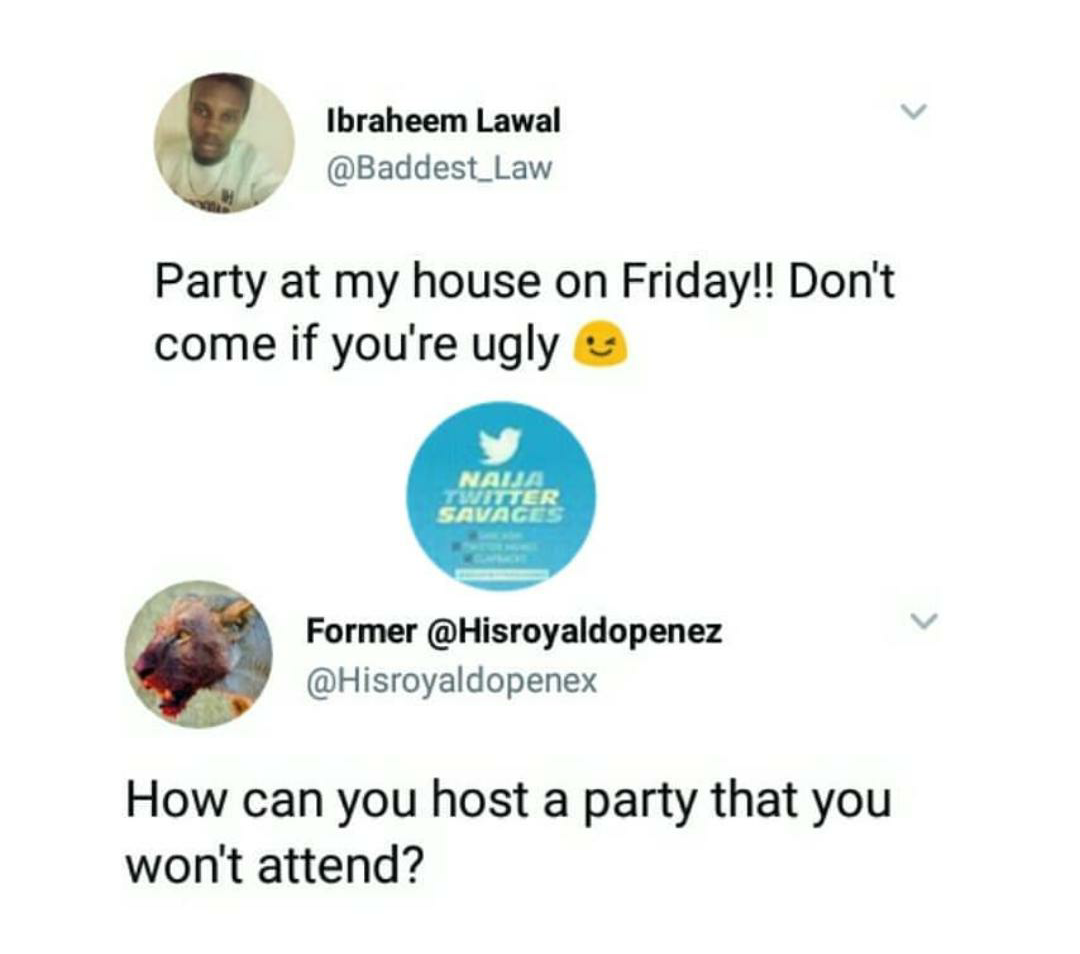 Ibraheem Lawal
@Baddest_Law
Party at my house on Friday!! Don't
come if you're ugly 😉
NAIJA
TWITTER
SAVAGES
Former @Hisroyaldopenez
@Hisroyaldopenex
How can you host a party that you
won't attend?